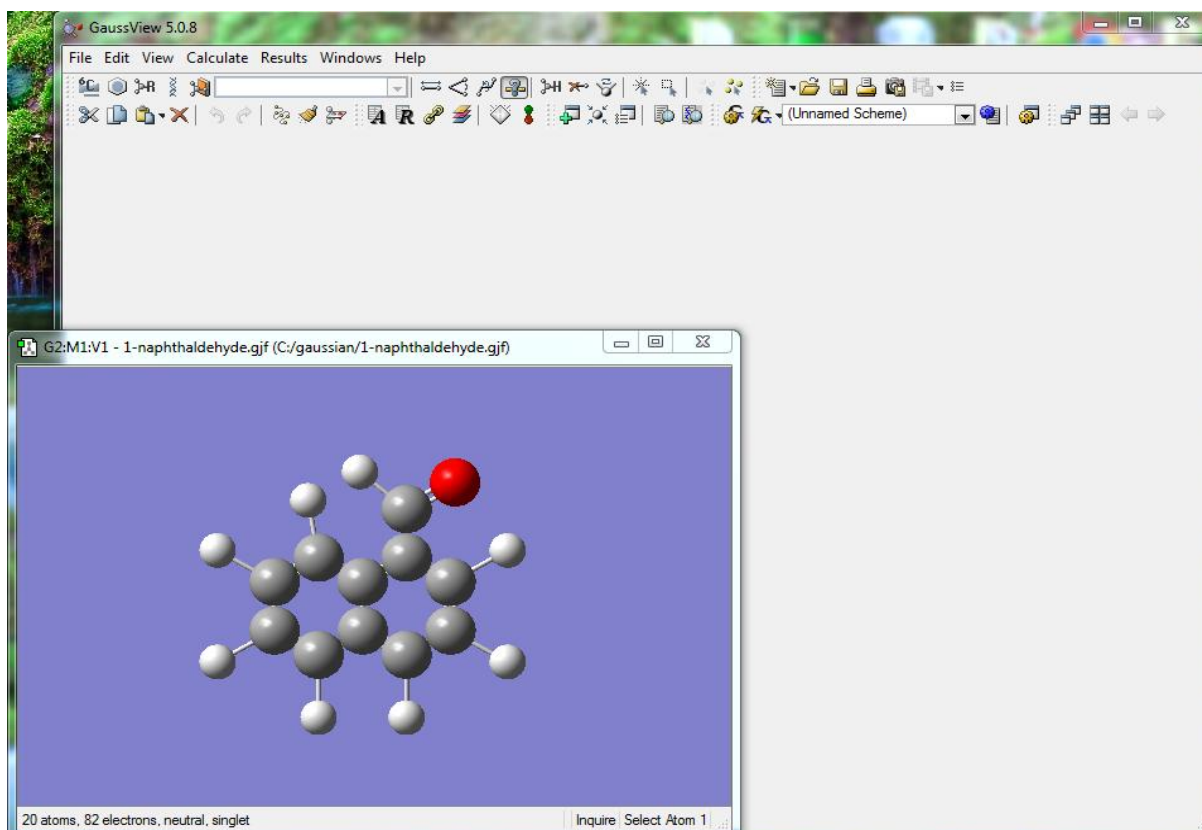 GaussView 5.0.8
File Edit View Calculate Results Windows Help
(Unnamed Scheme)
G2:M1:V1 - 1-naphthaldehyde.gjf (C:/gaussian/1-naphthaldehyde.gjf)
20 atoms, 82 electrons, neutral, singlet Inquire Select Atom 1